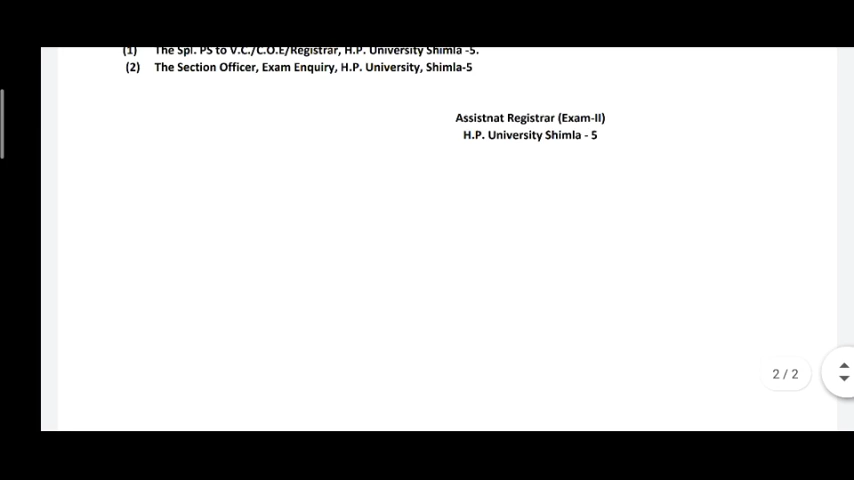 (1) The Spl. PS to V.C./C.O.E/Registrar, H.P. University Shimla -5.
(2) The Section Officer, Exam Enquiry, H.P. University, Shimla-5
Assistnat Registrar (Exam-II)
H.P. University Shimla - 5
2 / 2